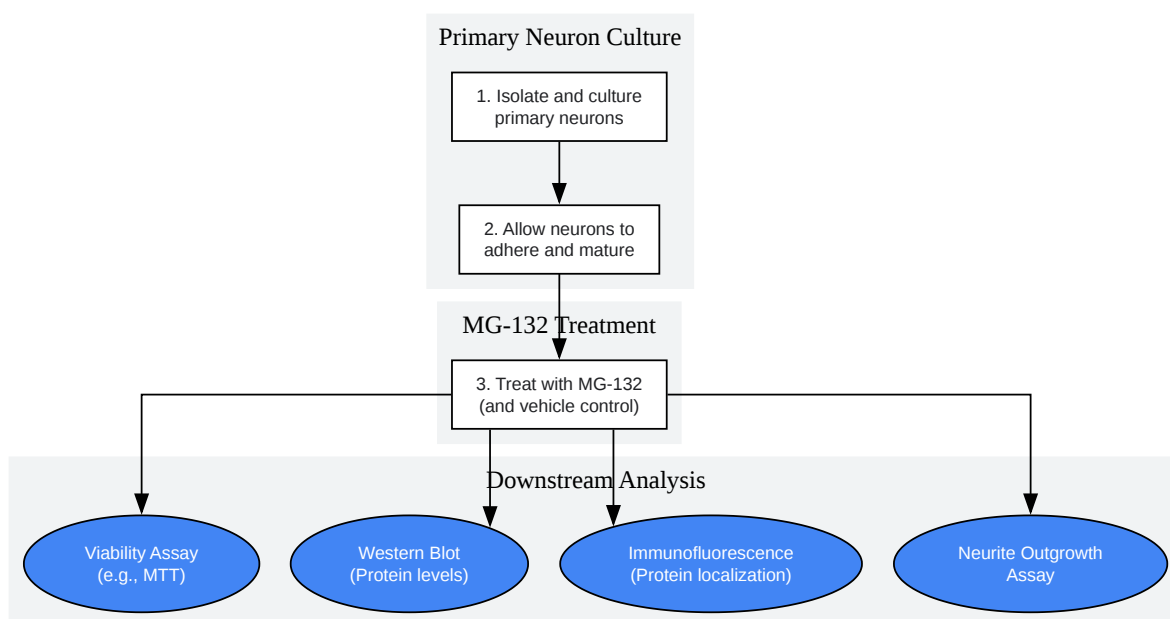 Primary Neuron Culture
1. Isolate and culture
primary neurons
2. Allow neurons to
adhere and mature
MG-132 Treatment
3. Treat with MG-132
(and vehicle control)
Downstream Analysis
Viability Assay
(e.g., MTT)
Western Blot
(Protein levels)
Immunofluorescence
(Protein localization)
Neurite Outgrowth
Assay